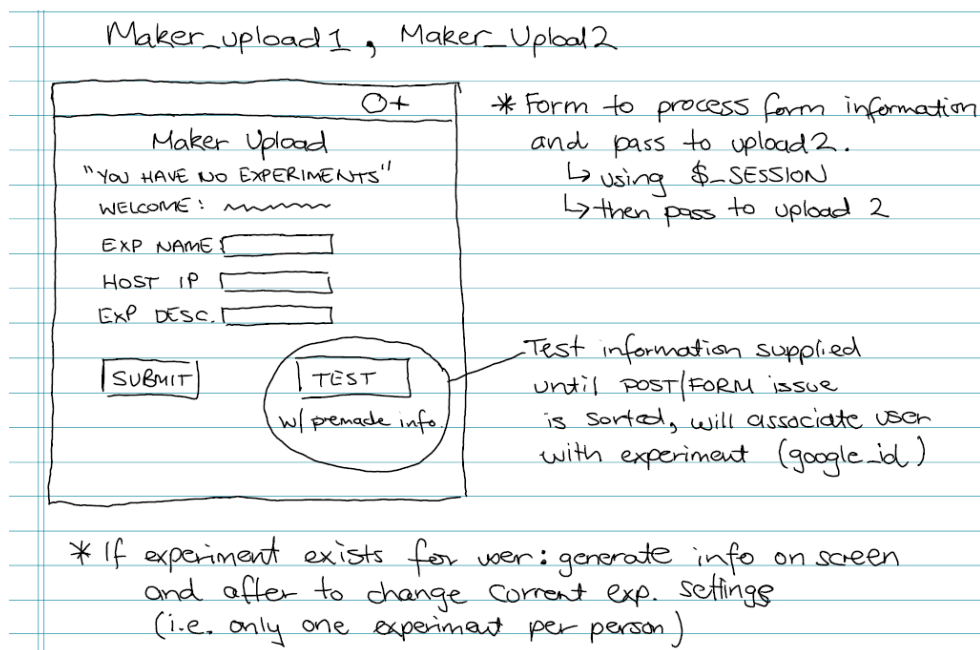 Maker_upload1, Maker_Upload2
O+
Maker Upload
"YOU HAVE NO EXPERIMENTS"
WELCOME:
EXP NAME:
HOST IP
EXP DESC.
SUBMIT
TEST
w/ premade info.
* Form to process form information
and pass to upload2.
↳ using $_SESSION
↳ then pass to upload 2
Test information supplied
until POST/FORM issue
is sorted, will associate user
with experiment (google_id)
* If experiment exists for user: generate info on screen
and offer to change current exp. settings
(i.e. only one experiment per person)